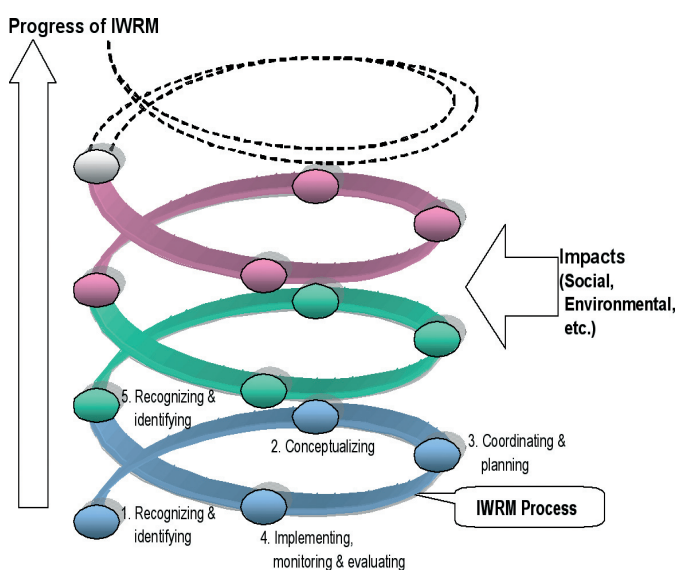 Progress of IWRM
Impacts
(Social,
Environmental,
etc.)
5. Recognizing &
identifying
2. Conceptualizing
3. Coordinating &
planning
IWRM Process
1. Recognizing &
identifying
4. Implementing,
monitoring & evaluating